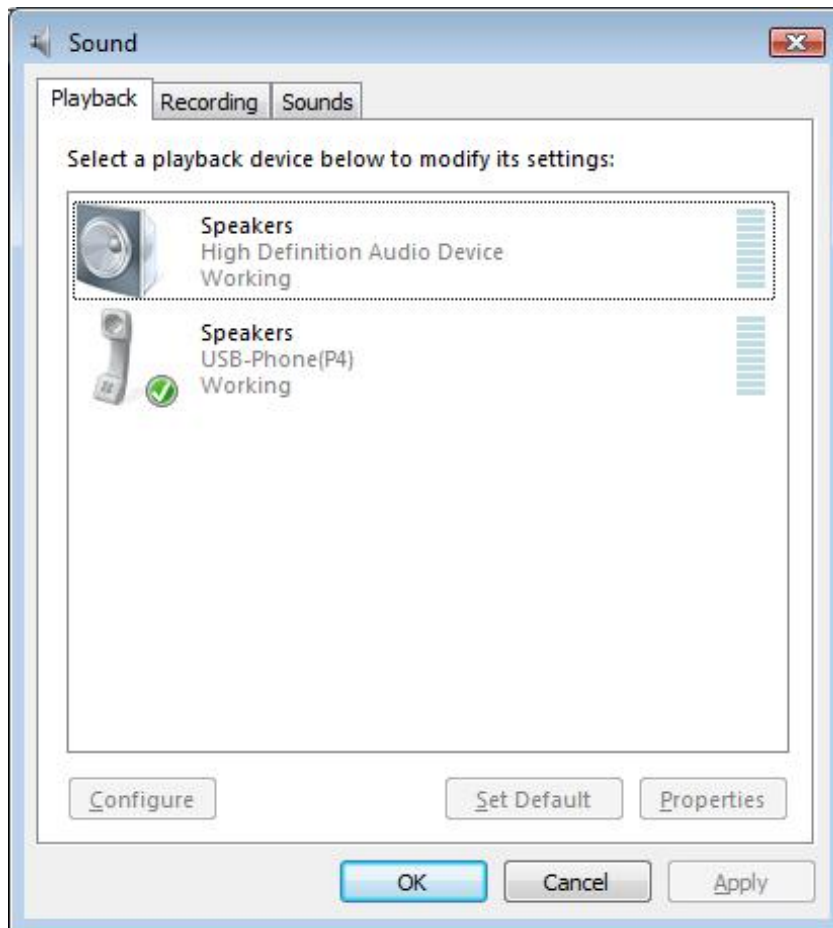 Sound
Playback Recording Sounds
Select a playback device below to modify its settings:
Speakers
High Definition Audio Device
Working
Speakers
USB-Phone(P4)
Working
Configure Set Default Properties
OK Cancel Apply